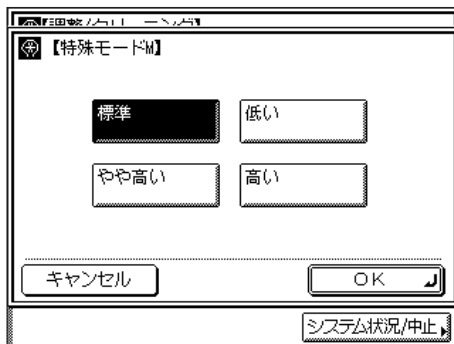 【特殊モードM】
標準
低い
やや高い
高い
キャンセル
OK
システム状況/中止